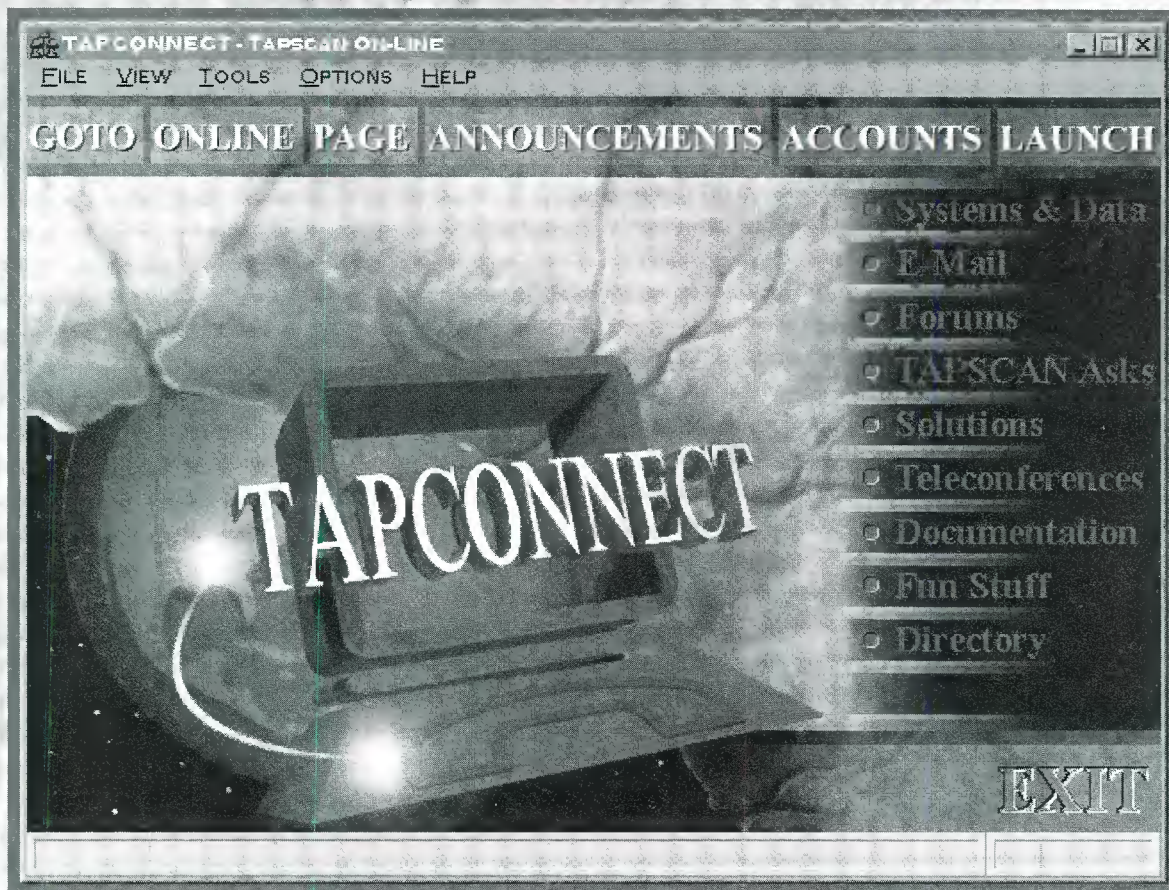 TAPCONNECT - TAPSCAN ON-LINE
FILE VIEW TOOLS OPTIONS HELP
GOTO ONLINE PAGE ANNOUNCEMENTS ACCOUNTS LAUNCH
Systems & Data
E-Mail
Forums
TAPSCAN Asks
Solutions
Teleconferences
Documentation
Fun Stuff
Directory
TAPCONNECT
EXIT